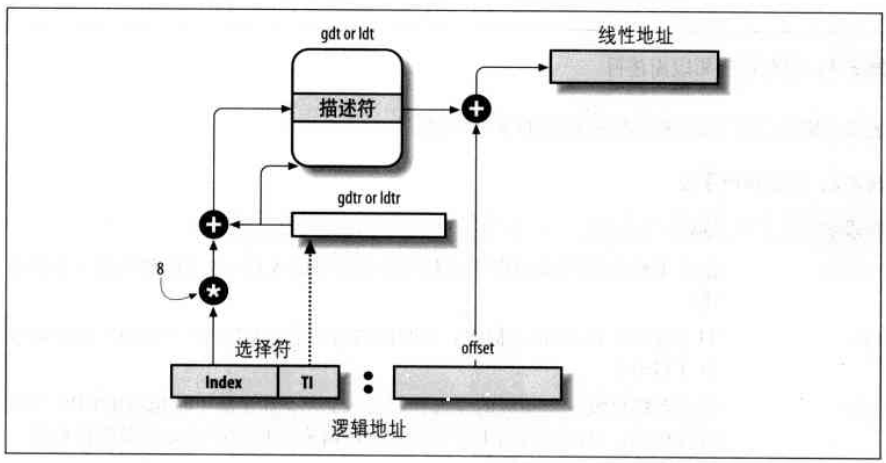 gdt or ldt
线性地址
描述符
gdtr or ldtr
8
选择符
offset
Index
TI
:
逻辑地址